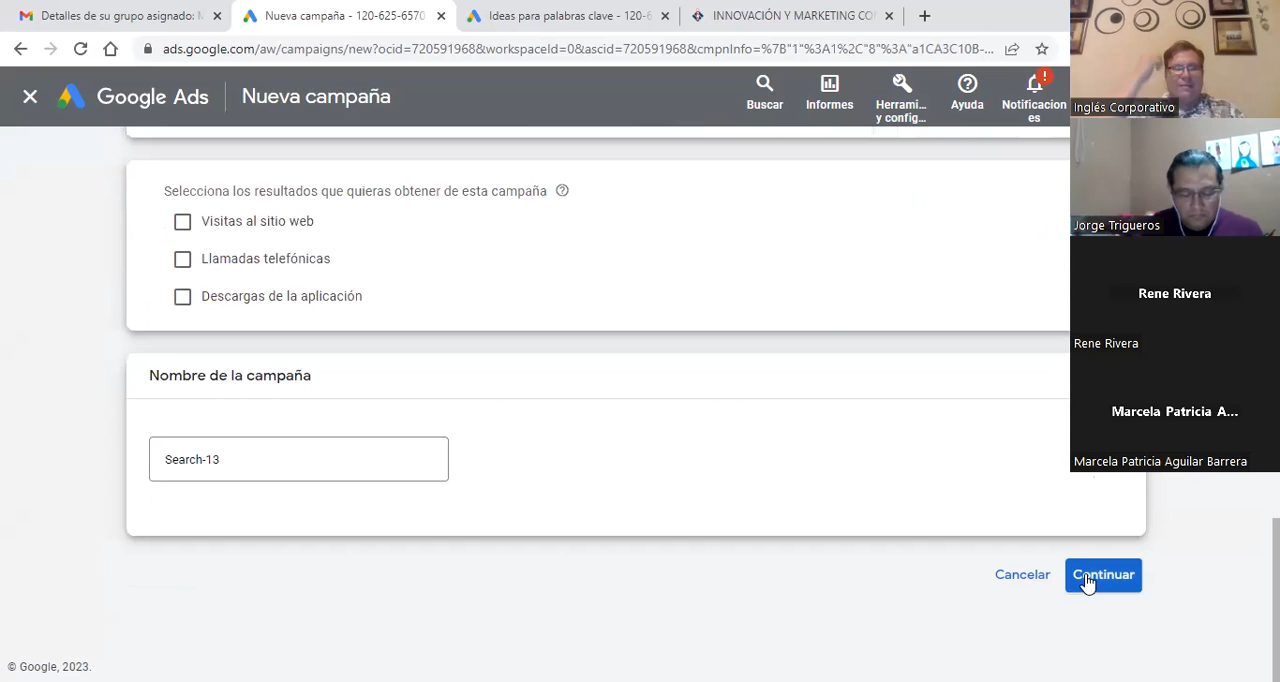 Detalles de su grupo asignado: M
Nueva campaña - 120-625-6570
Ideas para palabras clave - 120-6
INNOVACIÓN Y MARKETING CO
ads.google.com/aw/campaigns/new?ocid=720591968&workspaceId=0&ascid=720591968&cmpnInfo=%7B"1"%3A1%2C"8"%3A"a1CA3C10B-...
Google Ads
Nueva campaña
Buscar
Informes
Herrami...
y config...
Ayuda
Notificacion
es
Selecciona los resultados que quieras obtener de esta campaña
Visitas al sitio web
Llamadas telefónicas
Descargas de la aplicación
Nombre de la campaña
Search-13
Cancelar
Continuar
© Google, 2023.
Inglés Corporativo
Jorge Trigueros
Rene Rivera
Rene Rivera
Marcela Patricia A...
Marcela Patricia Aguilar Barrera